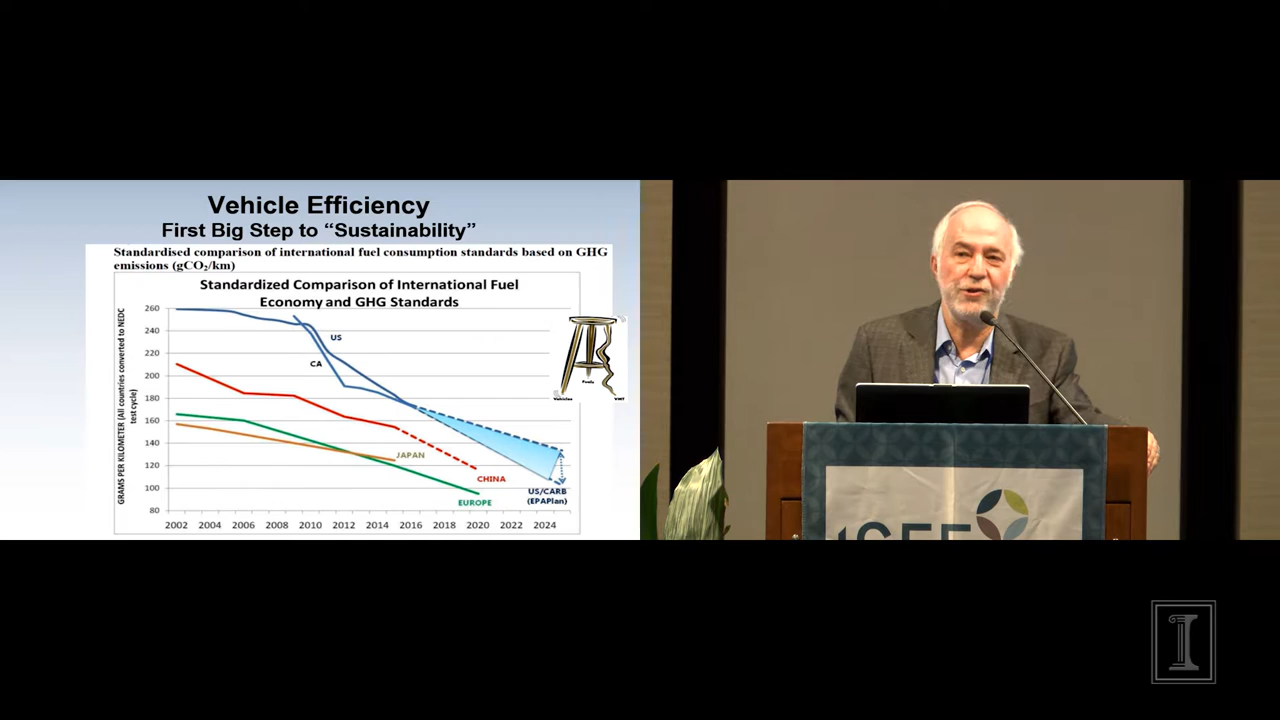 Vehicle Efficiency
First Big Step to “Sustainability”
Standardised comparison of international fuel consumption standards based on GHG
emissions (gCO₂/km)
Standardized Comparison of International Fuel
Economy and GHG Standards
GRAMS PER KILOMETER (All countries converted to NEDC
test cycle)
260
240
220
200
180
160
140
120
100
80
US
CA
JAPAN
CHINA
EUROPE
US/CARB
(EPAPlan)
2002 2004 2006 2008 2010 2012 2014 2016 2018 2020 2022 2024
Fuels
Vehicles
VMT
I